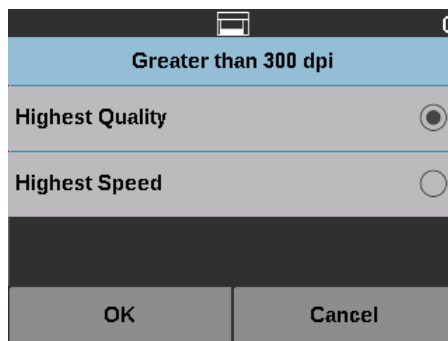 Greater than 300 dpi
Highest Quality
Highest Speed
OK
Cancel